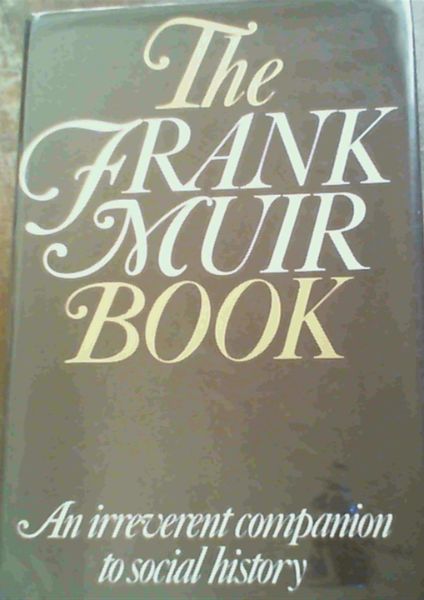 The
FRANK
MUIR
BOOK
An irreverent companion
to social history